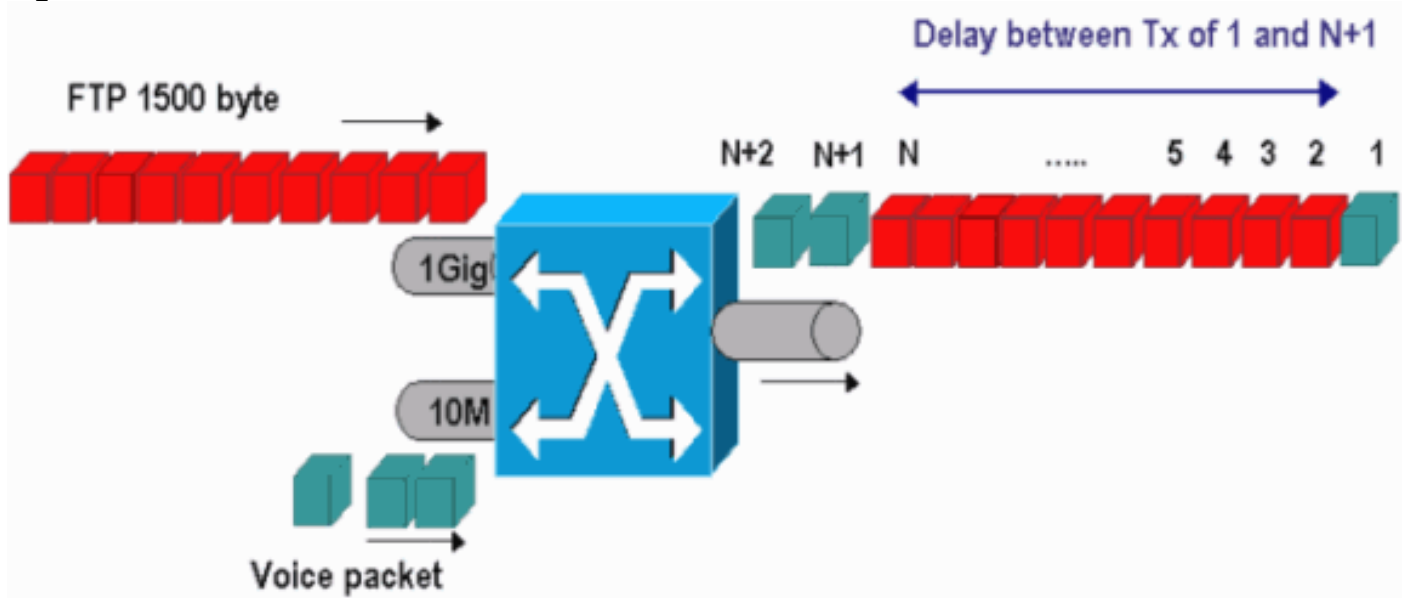 Delay between Tx of 1 and N+1
FTP 1500 byte
N+2 N+1 N ..... 5 4 3 2 1
1Gig
10M
Voice packet